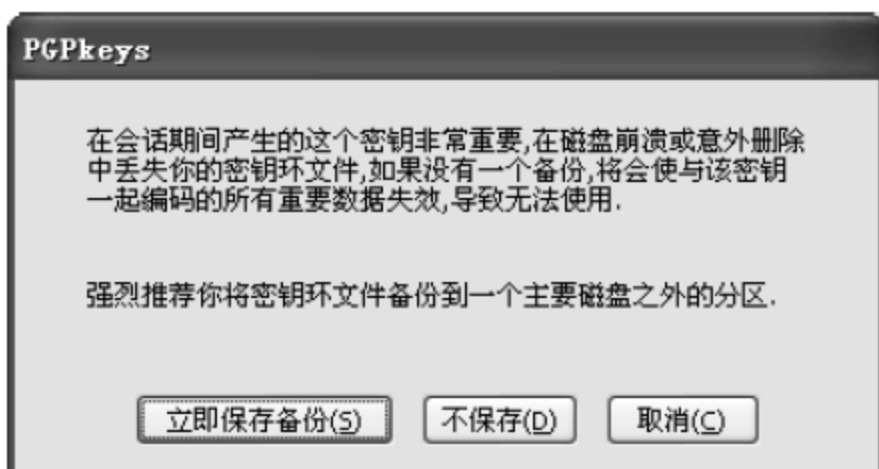 PGPkeys
在会话期间产生的这个密钥非常重要,在磁盘崩溃或意外删除
中丢失你的密钥环文件,如果没有一个备份,将会使与该密钥
一起编码的所有重要数据失效,导致无法使用.
强烈推荐你将密钥环文件备份到一个主要磁盘之外的分区.
立即保存备份(S) 不保存(D) 取消(C)